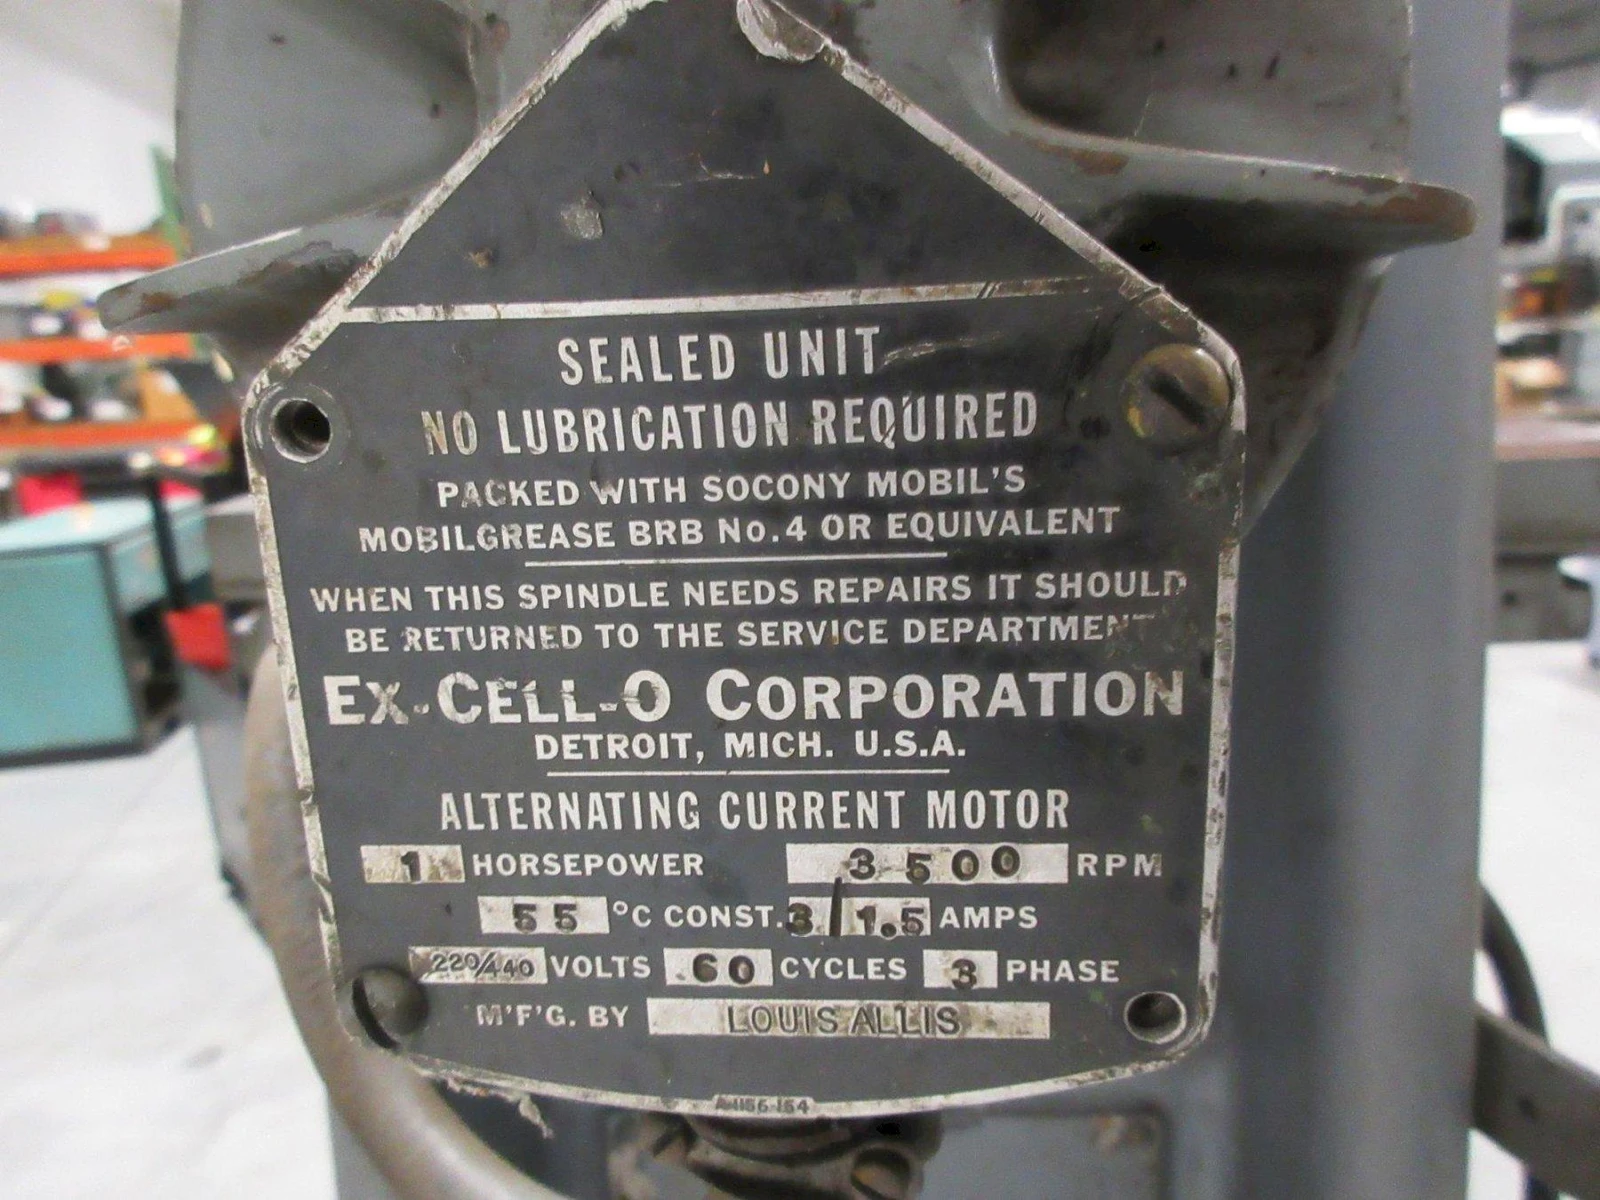 SEALED UNIT
NO LUBRICATION REQUIRED
PACKED WITH SOCONY MOBIL'S
MOBILGREASE BRB No.4 OR EQUIVALENT
WHEN THIS SPINDLE NEEDS REPAIRS IT SHOULD
BE RETURNED TO THE SERVICE DEPARTMENT
EX-CELL-O CORPORATION
DETROIT, MICH. U.S.A.
ALTERNATING CURRENT MOTOR
1 HORSEPOWER 3500 RPM
55 °C CONST. 3/1.5 AMPS
220/440 VOLTS 60 CYCLES 3 PHASE
M'F'G. BY LOUIS ALLIS